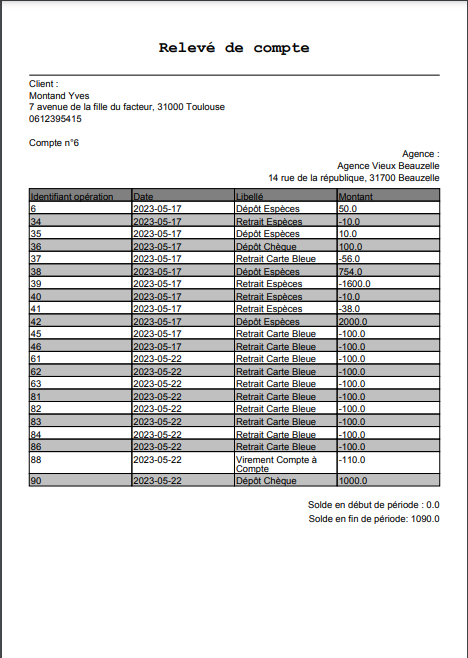 Relevé de compte
Client :
Montand Yves
7 avenue de la fille du facteur, 31000 Toulouse
0612395415
Compte n°6
Agence :
Agence Vieux Beauzelle
14 rue de la république, 31700 Beauzelle
Identifiant opération Date Libellé Montant
6 2023-05-17 Dépôt Espèces 50.0
34 2023-05-17 Retrait Espèces -10.0
35 2023-05-17 Dépôt Espèces 10.0
36 2023-05-17 Dépôt Chèque 100.0
37 2023-05-17 Retrait Carte Bleue -56.0
38 2023-05-17 Dépôt Espèces 754.0
39 2023-05-17 Retrait Espèces -1600.0
40 2023-05-17 Retrait Espèces -10.0
41 2023-05-17 Retrait Espèces -38.0
42 2023-05-17 Dépôt Espèces 2000.0
45 2023-05-17 Retrait Carte Bleue -100.0
46 2023-05-17 Retrait Carte Bleue -100.0
61 2023-05-22 Retrait Carte Bleue -100.0
62 2023-05-22 Retrait Carte Bleue -100.0
63 2023-05-22 Retrait Carte Bleue -100.0
81 2023-05-22 Retrait Carte Bleue -100.0
82 2023-05-22 Retrait Carte Bleue -100.0
83 2023-05-22 Retrait Carte Bleue -100.0
84 2023-05-22 Retrait Carte Bleue -100.0
86 2023-05-22 Retrait Carte Bleue -100.0
88 2023-05-22 Virement Compte à -110.0
Compte
90 2023-05-22 Dépôt Chèque 1000.0
Solde en début de période : 0.0
Solde en fin de période: 1090.0